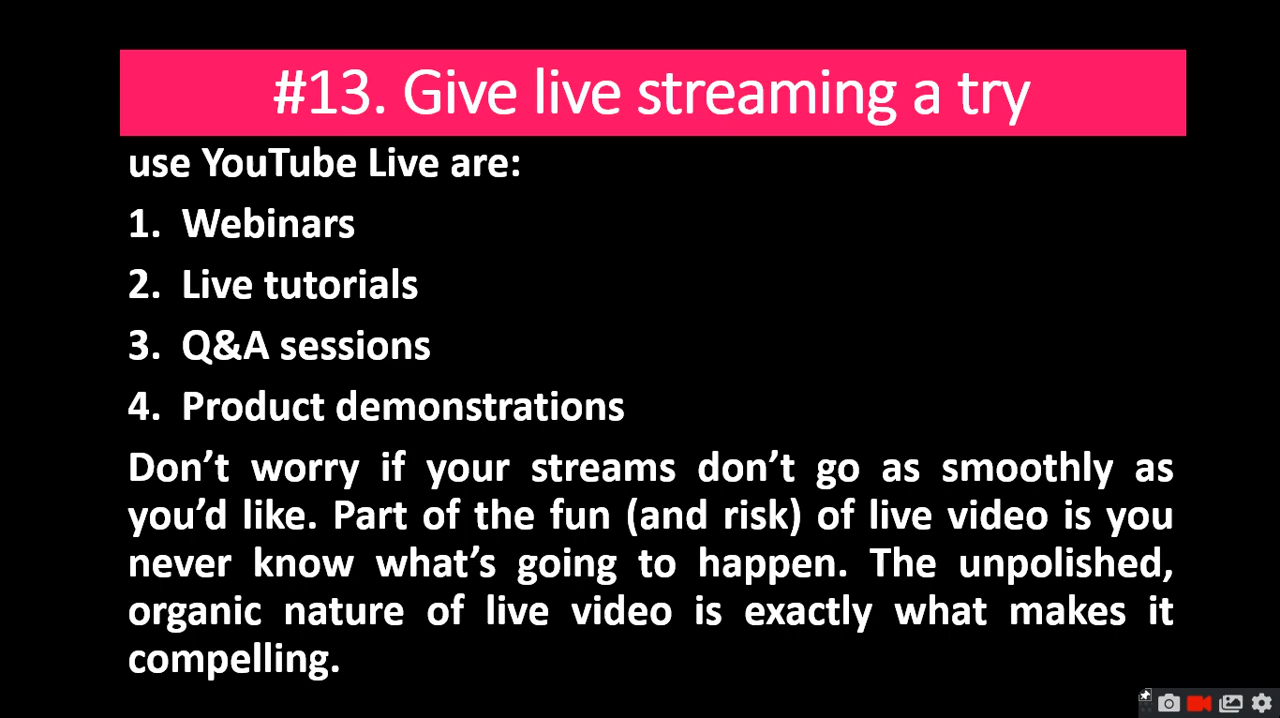 #13. Give live streaming a try
use YouTube Live are:
1. Webinars
2. Live tutorials
3. Q&A sessions
4. Product demonstrations
Don’t worry if your streams don’t go as smoothly as
you’d like. Part of the fun (and risk) of live video is you
never know what’s going to happen. The unpolished,
organic nature of live video is exactly what makes it
compelling.